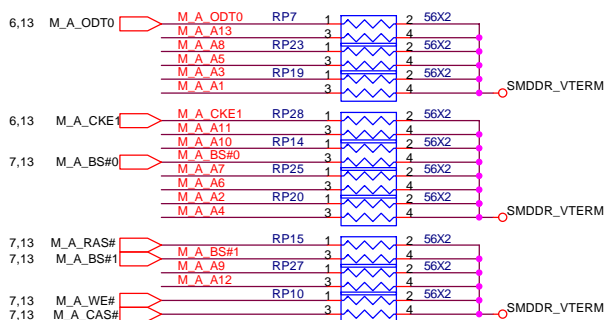 6,13 M_A_ODT0 M_A_ODT0 RP7 1 2 56X2
M_A_A13 3 4
M_A_A8 RP23 1 2 56X2
M_A_A5 3 4
M_A_A3 RP19 1 2 56X2
M_A_A1 3 4 SMDDR_VTERM
6,13 M_A_CKE1 M_A_CKE1 RP28 1 2 56X2
M_A_A11 3 4
M_A_A10 RP14 1 2 56X2
7,13 M_A_BS#0 M_A_BS#0 3 4
M_A_A7 RP25 1 2 56X2
M_A_A6 3 4
M_A_A2 RP20 1 2 56X2
M_A_A4 3 4 SMDDR_VTERM
7,13 M_A_RAS# RP15 1 2 56X2
7,13 M_A_BS#1 M_A_BS#1 3 4
M_A_A9 RP27 1 2 56X2
M_A_A12 3 4
7,13 M_A_WE# RP10 1 2 56X2
7,13 M_A_CAS# 3 4 SMDDR_VTERM